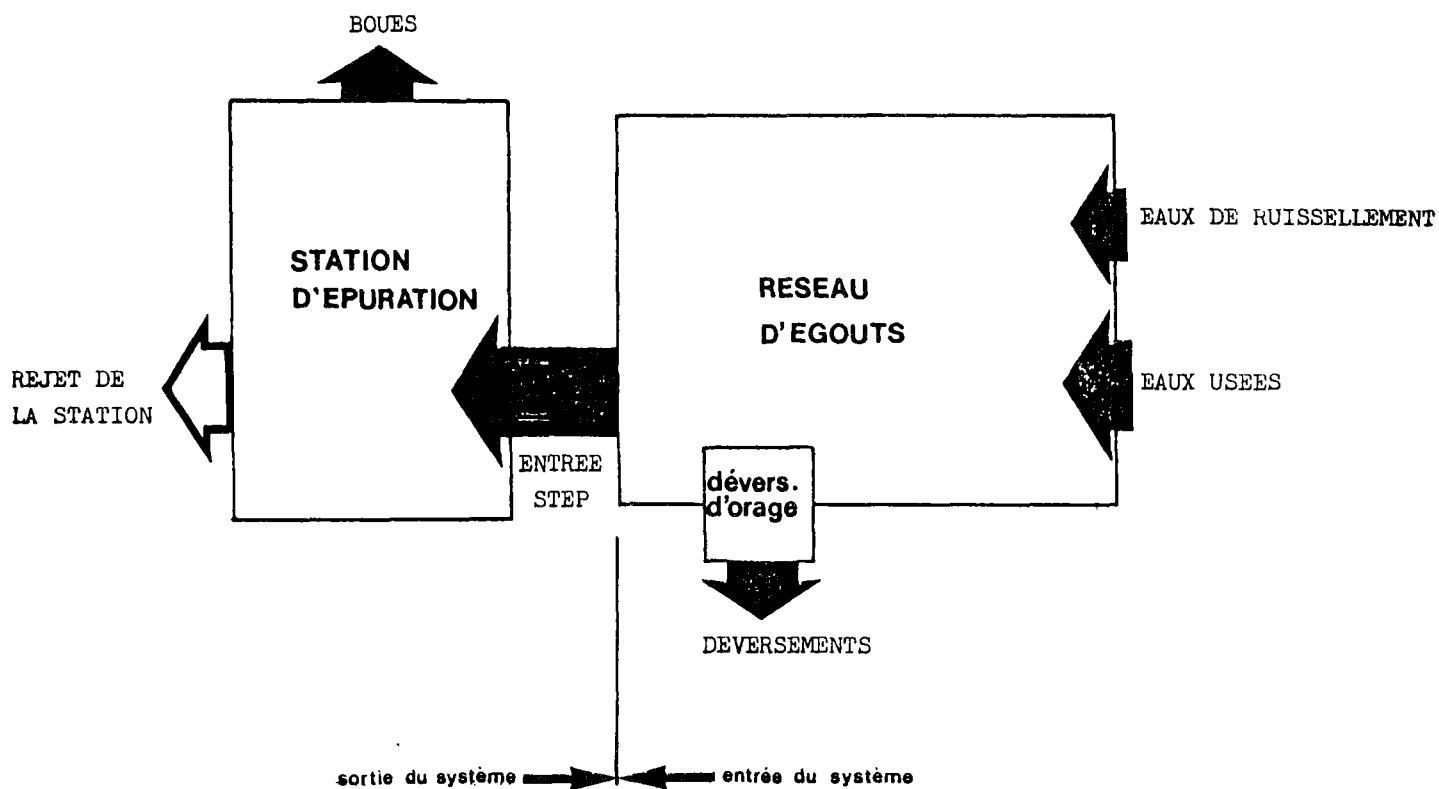 BOUES
STATION
D'EPURATION
RESEAU
D'EGOUTS
EAUX DE RUISSELLEMENT
EAUX USEES
REJET DE
LA STATION
ENTREE
STEP
dévers.
d'orage
DEVERSEMENTS
sortie du système
entrée du système